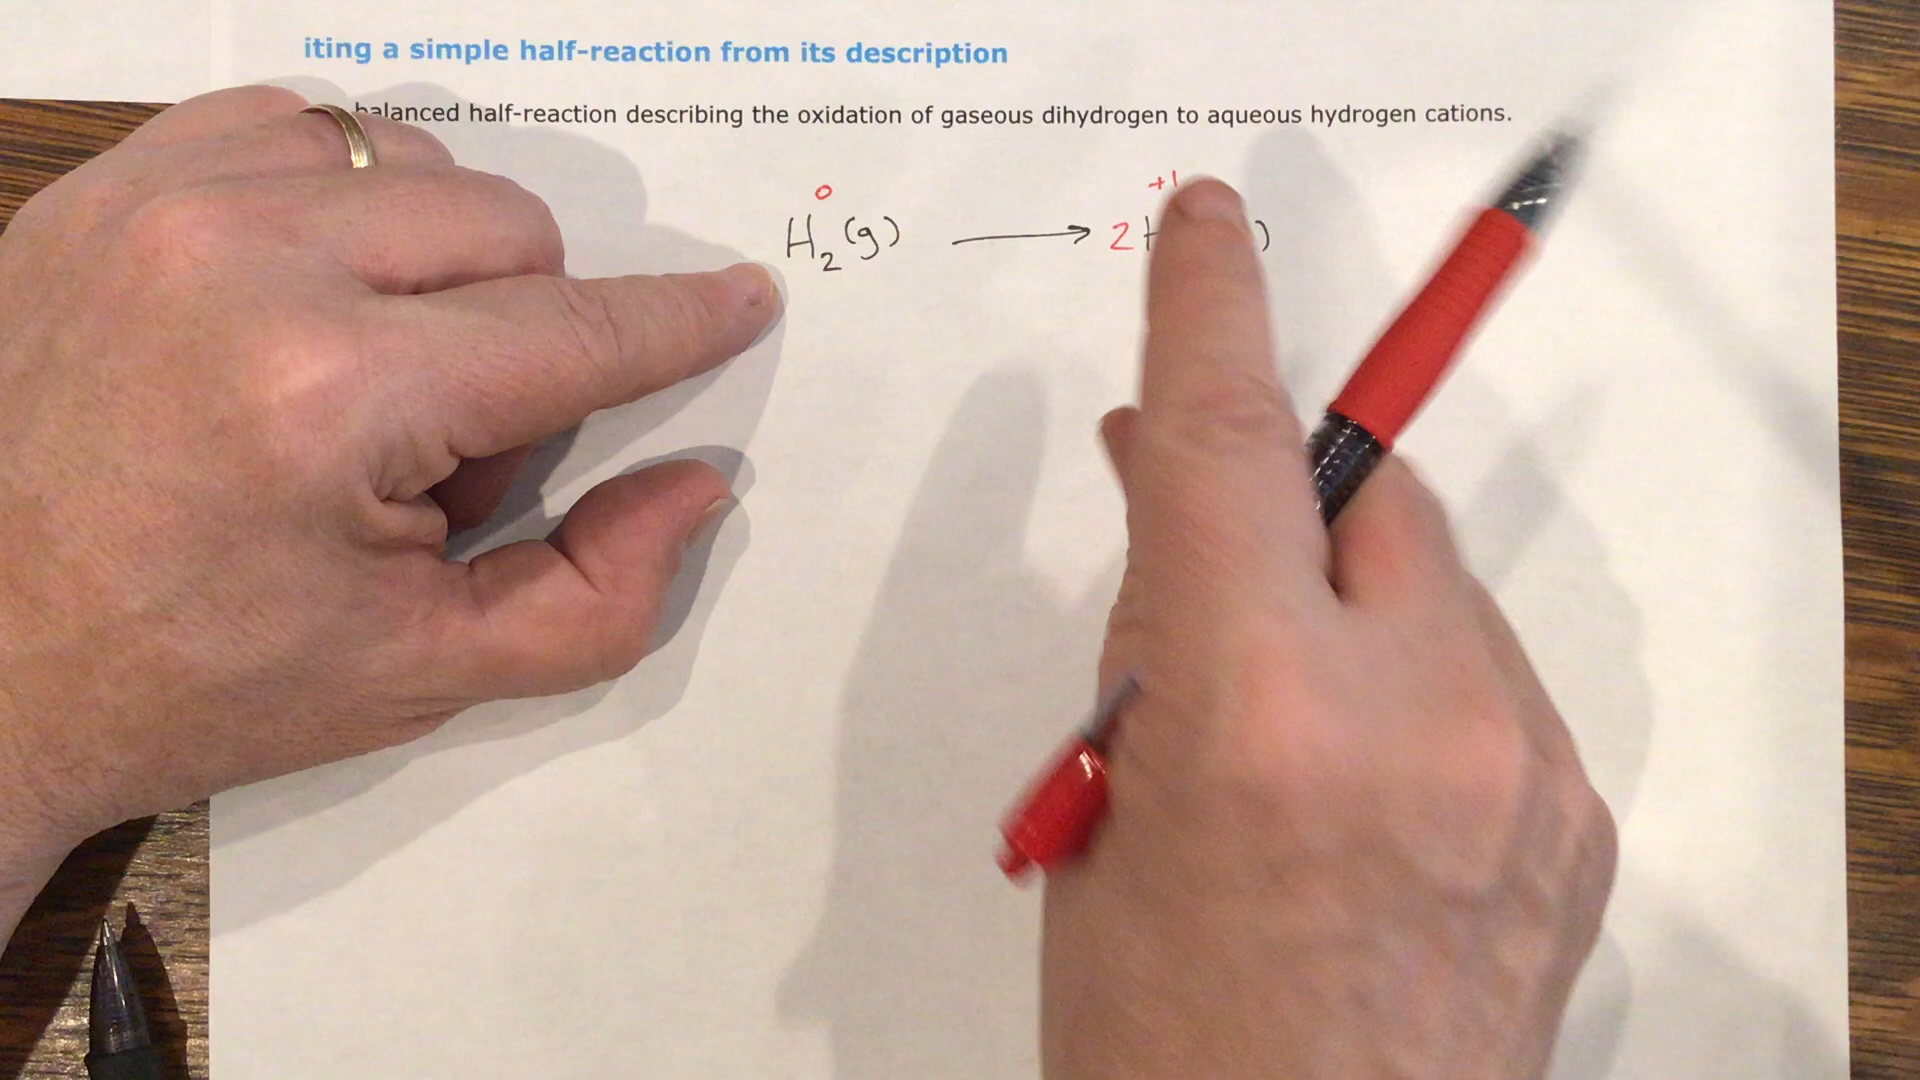 iting a simple half-reaction from its description
balanced half-reaction describing the oxidation of gaseous dihydrogen to aqueous hydrogen cations.
0 +1
H₂(g) → 2 )